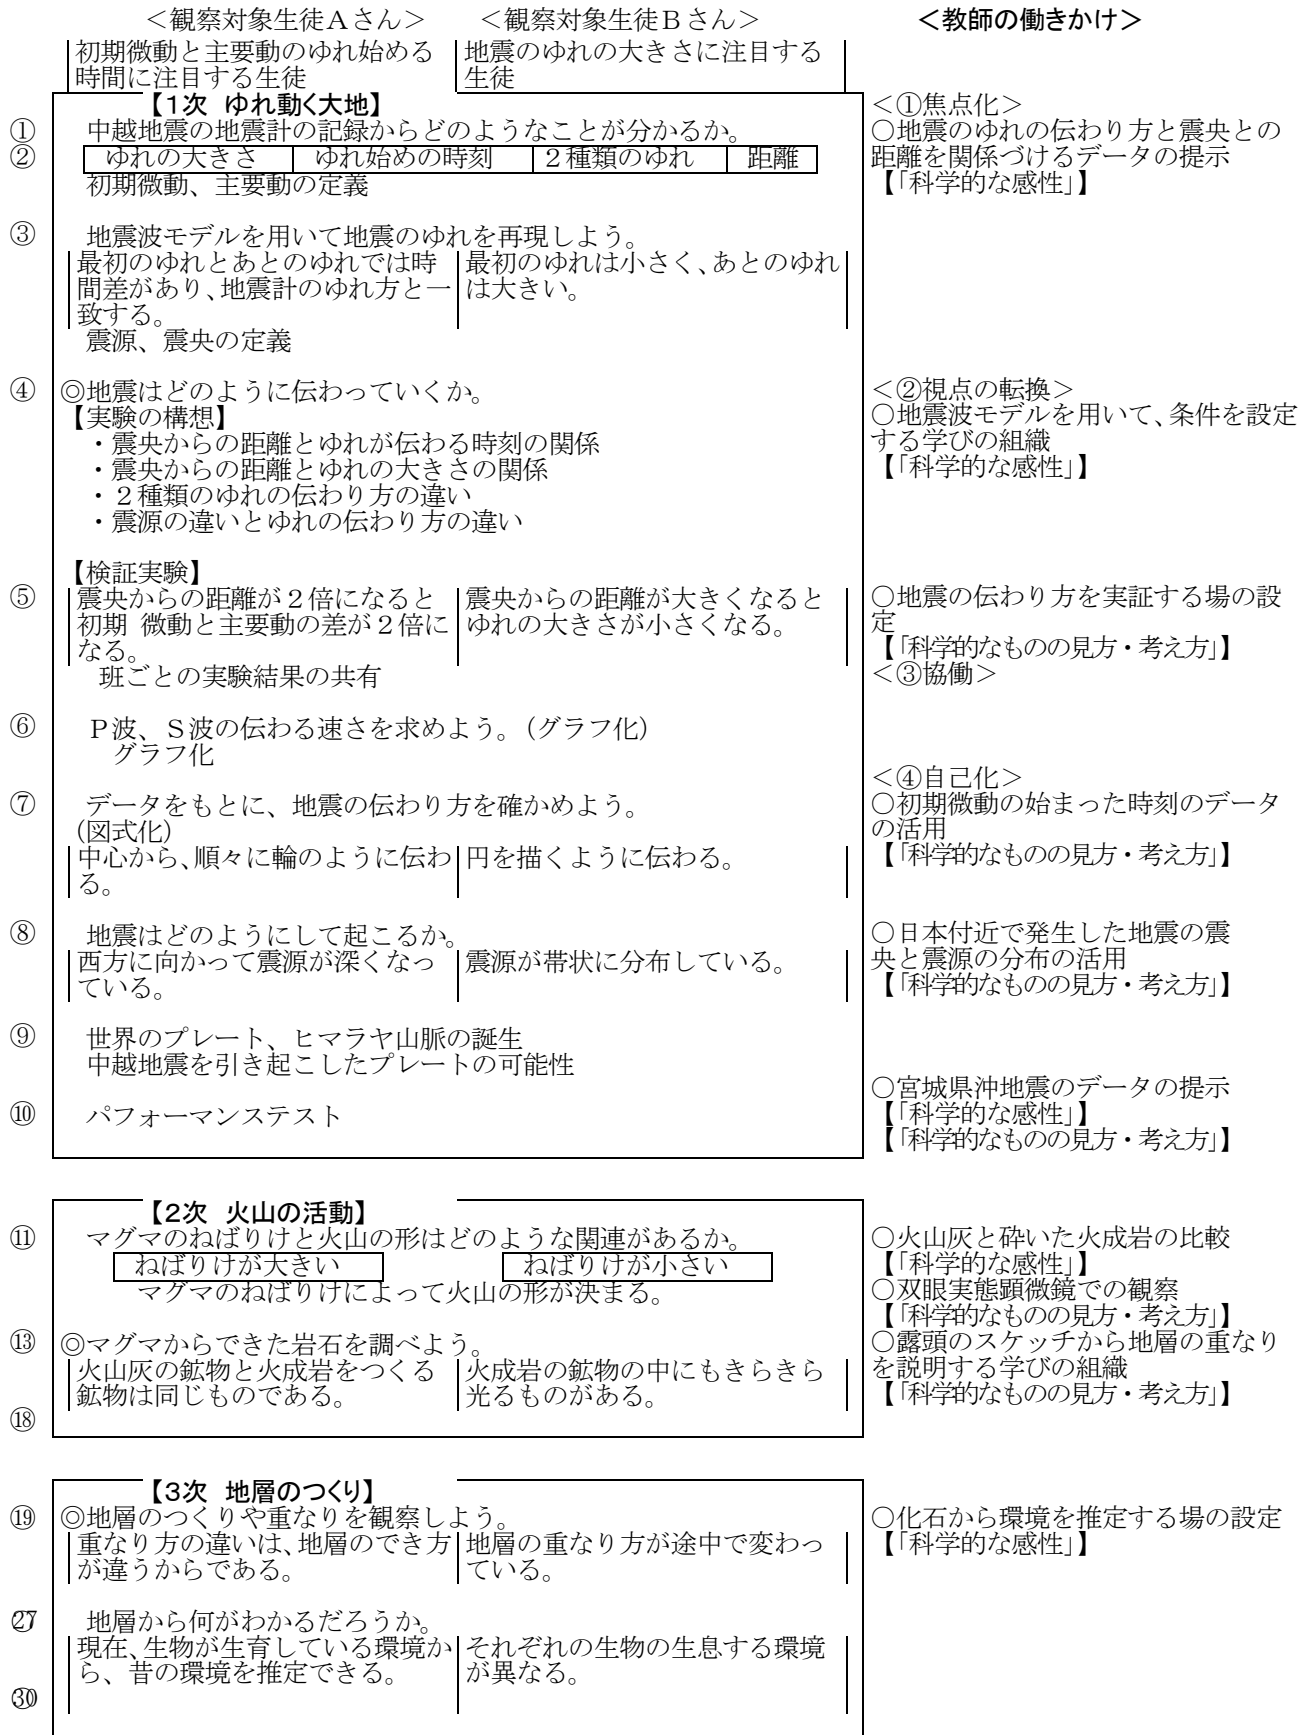 ＜観察対象生徒Ａさん＞　＜観察対象生徒Ｂさん＞　＜教師の働きかけ＞
初期微動と主要動のゆれ始める
時間に注目する生徒
地震のゆれの大きさに注目する
生徒
【１次　ゆれ動く大地】
① 中越地震の地震計の記録からどのようなことが分かるか。
② ゆれの大きさ　ゆれ始めの時刻　２種類のゆれ　距離
初期微動、主要動の定義
＜①焦点化＞
○地震のゆれの伝わり方と震央との
距離を関係づけるデータの提示
【｢科学的な感性｣】
③ 地震波モデルを用いて地震のゆれを再現しよう。
最初のゆれとあとのゆれでは時
間差があり、地震計のゆれ方と一
致する。
最初のゆれは小さく、あとのゆれ
は大きい。
震源、震央の定義
④ ◎地震はどのように伝わっていくか。
【実験の構想】
・震央からの距離とゆれが伝わる時刻の関係
・震央からの距離とゆれの大きさの関係
・２種類のゆれの伝わり方の違い
・震源の違いとゆれの伝わり方の違い
＜②視点の転換＞
○地震波モデルを用いて、条件を設定
する学びの組織
【｢科学的な感性｣】
【検証実験】
⑤ 震央からの距離が２倍になると
初期 微動と主要動の差が２倍に
なる。
震央からの距離が大きくなると
ゆれの大きさが小さくなる。
班ごとの実験結果の共有
○地震の伝わり方を実証する場の設
定
【｢科学的なものの見方・考え方｣】
＜③協働＞
⑥ Ｐ波、Ｓ波の伝わる速さを求めよう。（グラフ化）
グラフ化
＜④自己化＞
⑦ データをもとに、地震の伝わり方を確かめよう。
（図式化）
中心から、順々に輪のように伝わ
る。
円を描くように伝わる。
○初期微動の始まった時刻のデータ
の活用
【｢科学的なものの見方・考え方｣】
⑧ 地震はどのようにして起こるか。
西方に向かって震源が深くなっ
ている。
震源が帯状に分布している。
○日本付近で発生した地震の震
央と震源の分布の活用
【｢科学的なものの見方・考え方｣】
⑨ 世界のプレート、ヒマラヤ山脈の誕生
中越地震を引き起こしたプレートの可能性
⑩ パフォーマンステスト
○宮城県沖地震のデータの提示
【｢科学的な感性｣】
【｢科学的なものの見方・考え方｣】
【２次　火山の活動】
⑪ マグマのねばりけと火山の形はどのような関連があるか。
ねばりけが大きい　ねばりけが小さい
マグマのねばりけによって火山の形が決まる。
○火山灰と砕いた火成岩の比較
【｢科学的な感性｣】
○双眼実態顕微鏡での観察
【｢科学的なものの見方・考え方｣】
⑬ ◎マグマからできた岩石を調べよう。
火山灰の鉱物と火成岩をつくる
鉱物は同じものである。
火成岩の鉱物の中にもきらきら
光るものがある。
○露頭のスケッチから地層の重なり
を説明する学びの組織
【｢科学的なものの見方・考え方｣】
⑱
【３次　地層のつくり】
⑲ ◎地層のつくりや重なりを観察しよう。
重なり方の違いは、地層のでき方
が違うからである。
地層の重なり方が途中で変わっ
ている。
○化石から環境を推定する場の設定
【｢科学的な感性｣】
㉗ 地層から何がわかるだろうか。
現在、生物が生育している環境か
ら、昔の環境を推定できる。
それぞれの生物の生息する環境
が異なる。
㉚